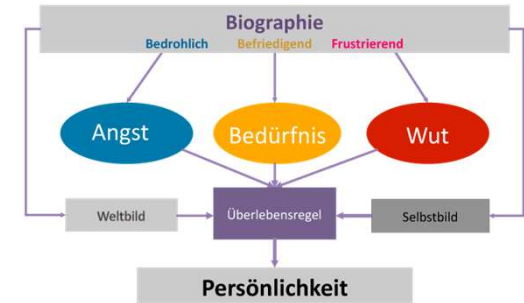 Biographie
Bedrohlich Befriedigend Frustrierend
Angst Bedürfnis Wut
Weltbild Überlebensregel Selbstbild
Persönlichkeit